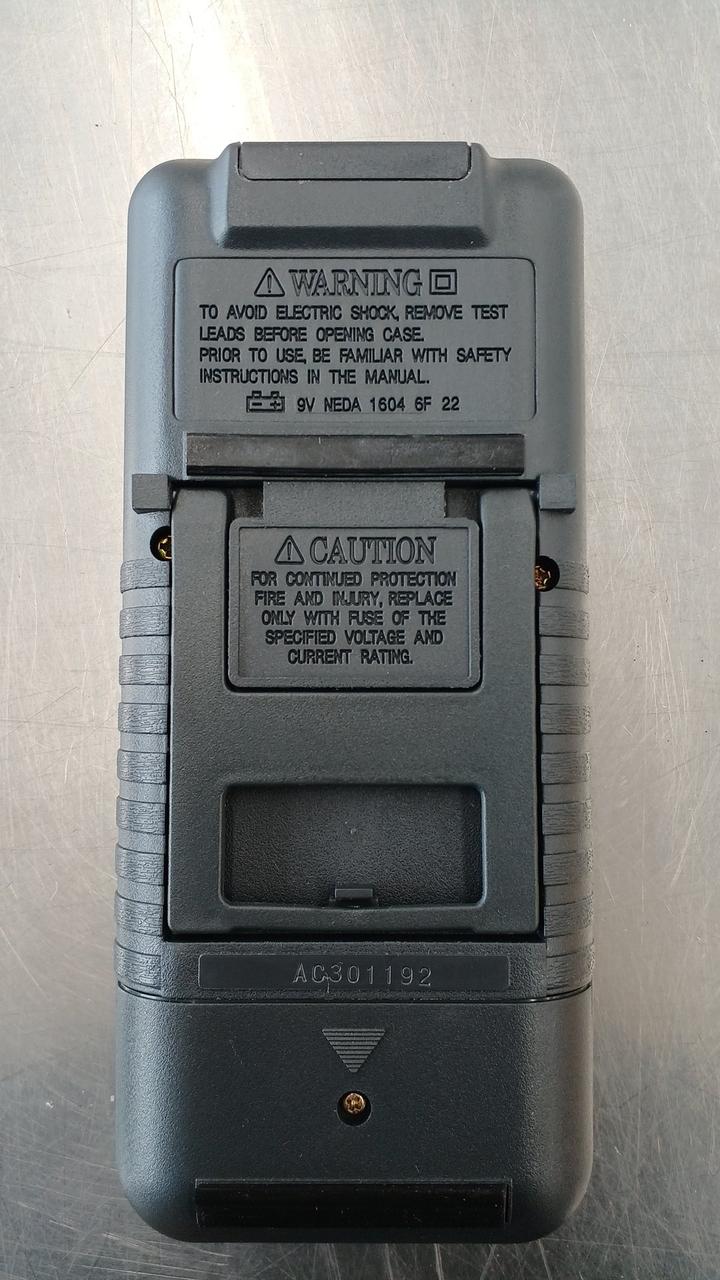 WARNING
TO AVOID ELECTRIC SHOCK, REMOVE TEST
LEADS BEFORE OPENING CASE.
PRIOR TO USE, BE FAMILIAR WITH SAFETY
INSTRUCTIONS IN THE MANUAL.
9V NEDA 1604 6F 22
CAUTION
FOR CONTINUED PROTECTION
FIRE AND INJURY, REPLACE
ONLY WITH FUSE OF THE
SPECIFIED VOLTAGE AND
CURRENT RATING.
AC301192